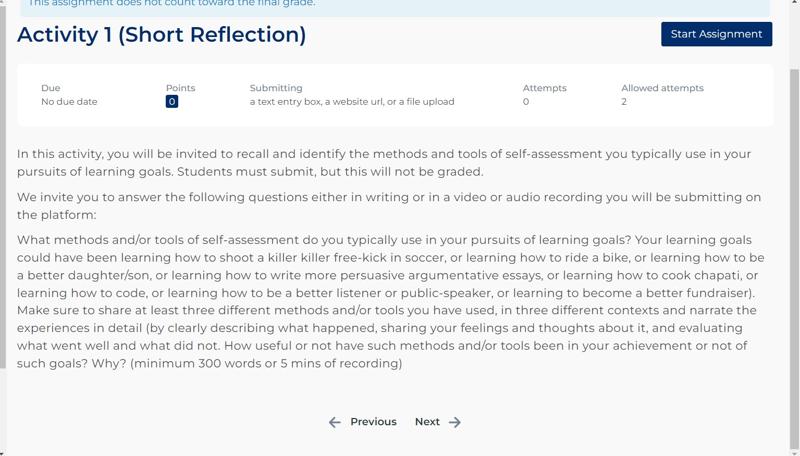 This assignment does not count toward the final grade.
Activity 1 (Short Reflection)
Start Assignment
Due
No due date
Points
0
Submitting
a text entry box, a website url, or a file upload
Attempts
0
Allowed attempts
2
In this activity, you will be invited to recall and identify the methods and tools of self-assessment you typically use in your
pursuits of learning goals. Students must submit, but this will not be graded.
We invite you to answer the following questions either in writing or in a video or audio recording you will be submitting on
the platform:
What methods and/or tools of self-assessment do you typically use in your pursuits of learning goals? Your learning goals
could have been learning how to shoot a killer killer free-kick in soccer, or learning how to ride a bike, or learning how to be
a better daughter/son, or learning how to write more persuasive argumentative essays, or learning how to cook chapati, or
learning how to code, or learning how to be a better listener or public-speaker, or learning to become a better fundraiser).
Make sure to share at least three different methods and/or tools you have used, in three different contexts and narrate the
experiences in detail (by clearly describing what happened, sharing your feelings and thoughts about it, and evaluating
what went well and what did not. How useful or not have such methods and/or tools been in your achievement or not of
such goals? Why? (minimum 300 words or 5 mins of recording)
Previous
Next